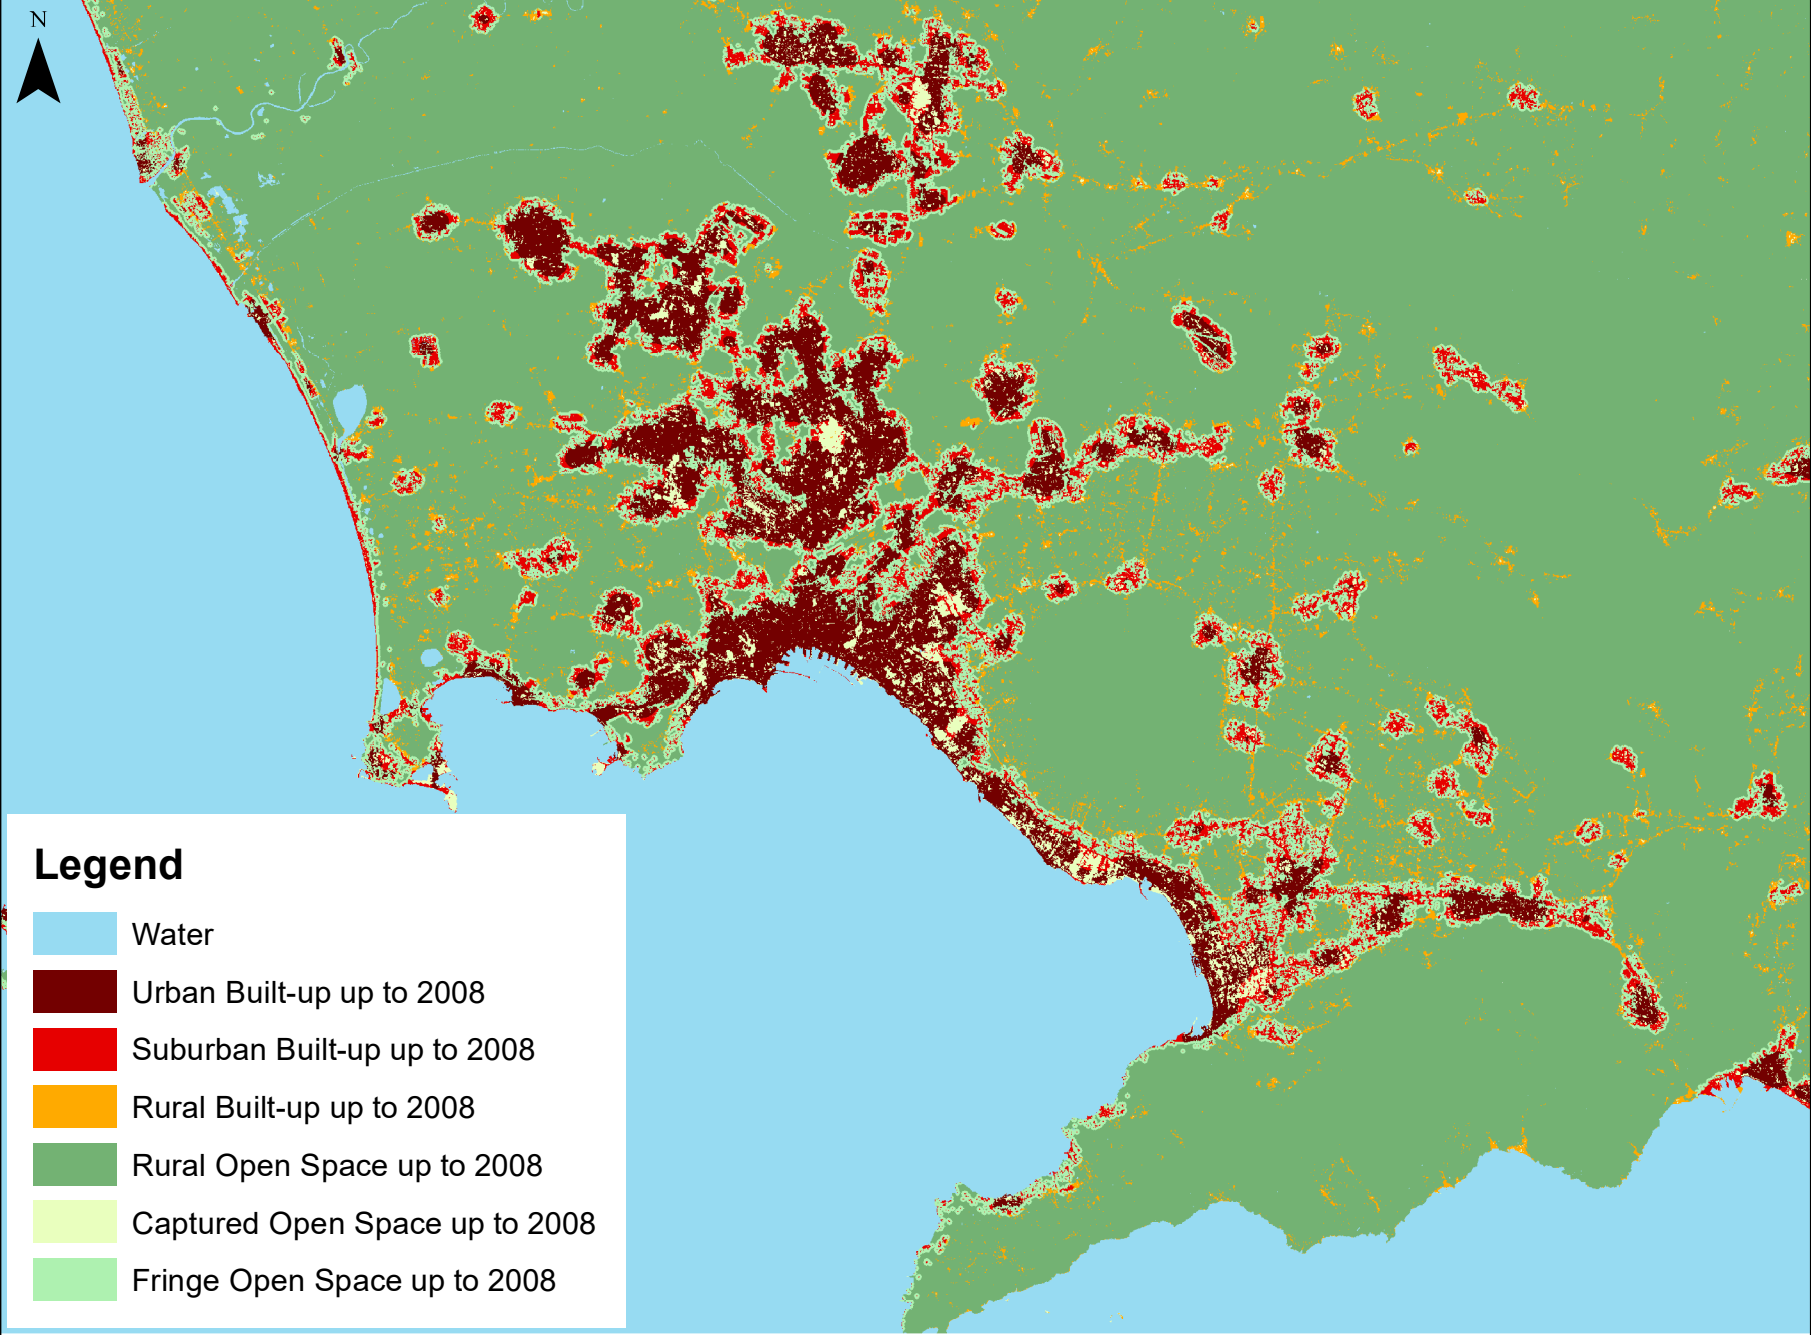 N
Legend
Water
Urban Built-up up to 2008
Suburban Built-up up to 2008
Rural Built-up up to 2008
Rural Open Space up to 2008
Captured Open Space up to 2008
Fringe Open Space up to 2008